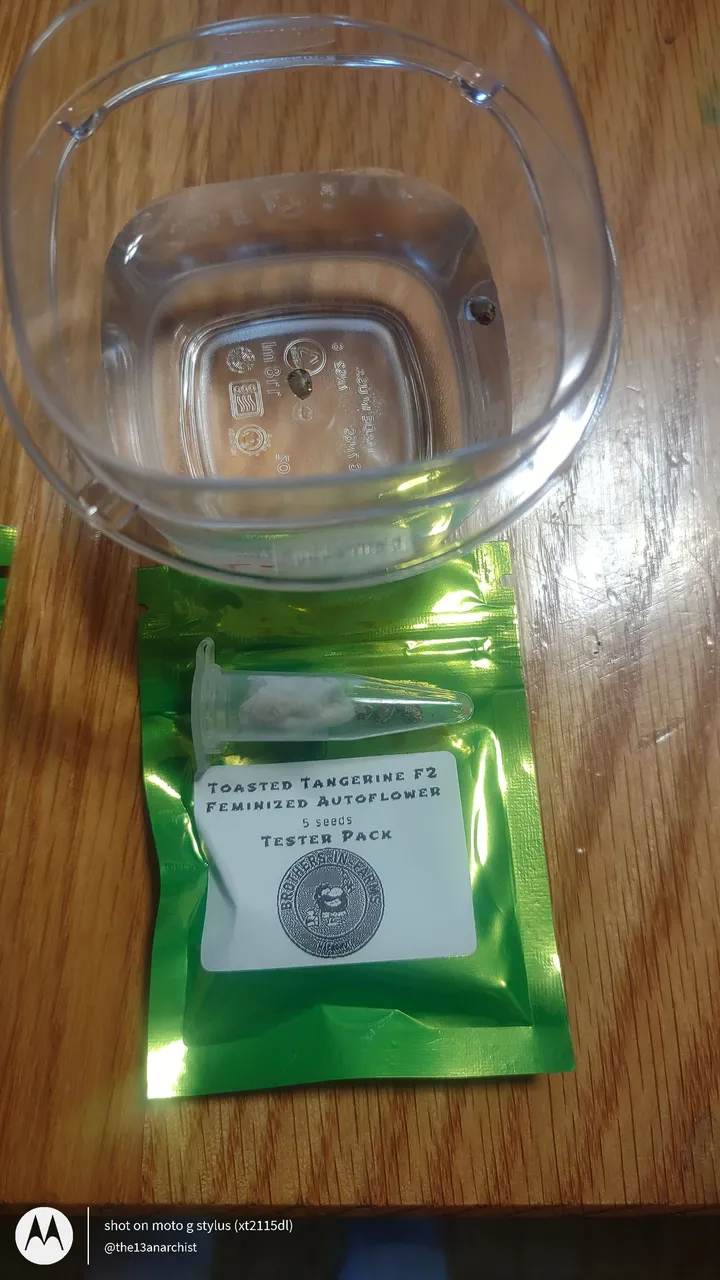 TOASTED TANGERINE F2
FEMINIZED AUTOFLOWER
5 seeds
TESTER PACK
BROTHERS IN FARMS
shot on moto g stylus (xt2115dl)
@the13anarchist